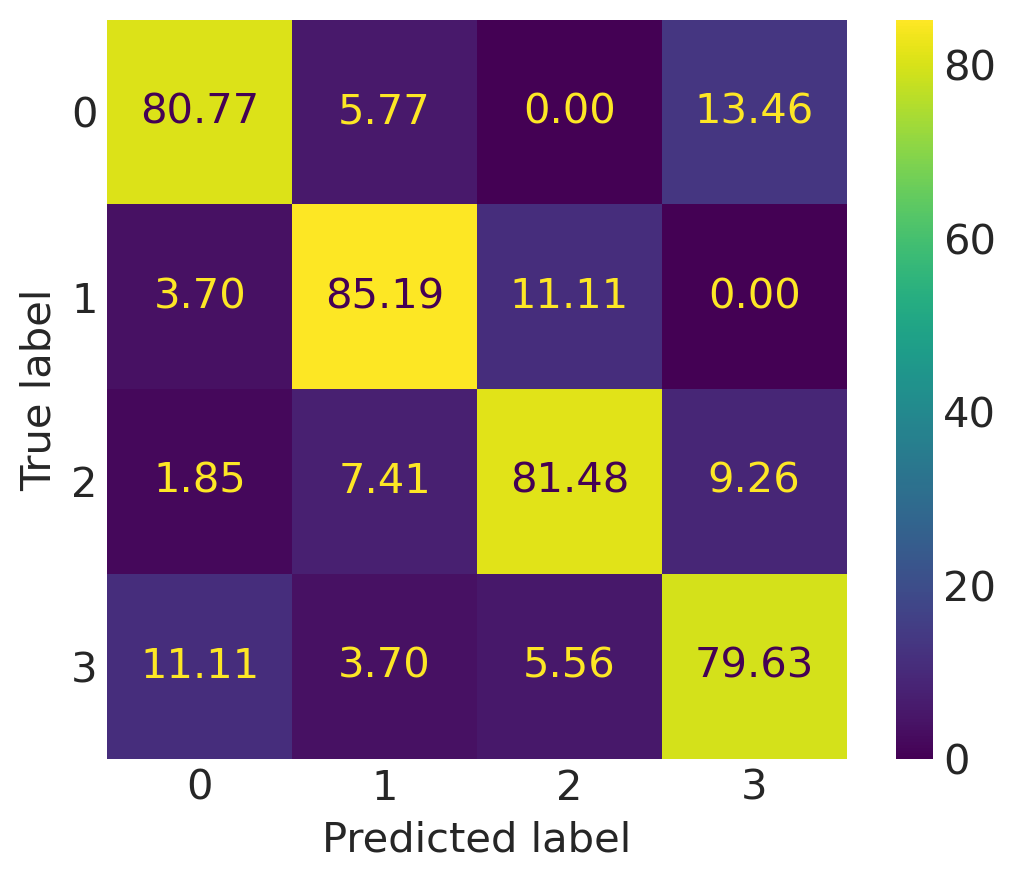 0 80.77 5.77 0.00 13.46
1 3.70 85.19 11.11 0.00
2 1.85 7.41 81.48 9.26
3 11.11 3.70 5.56 79.63
0 1 2 3
Predicted label
True label
80
60
40
20
0